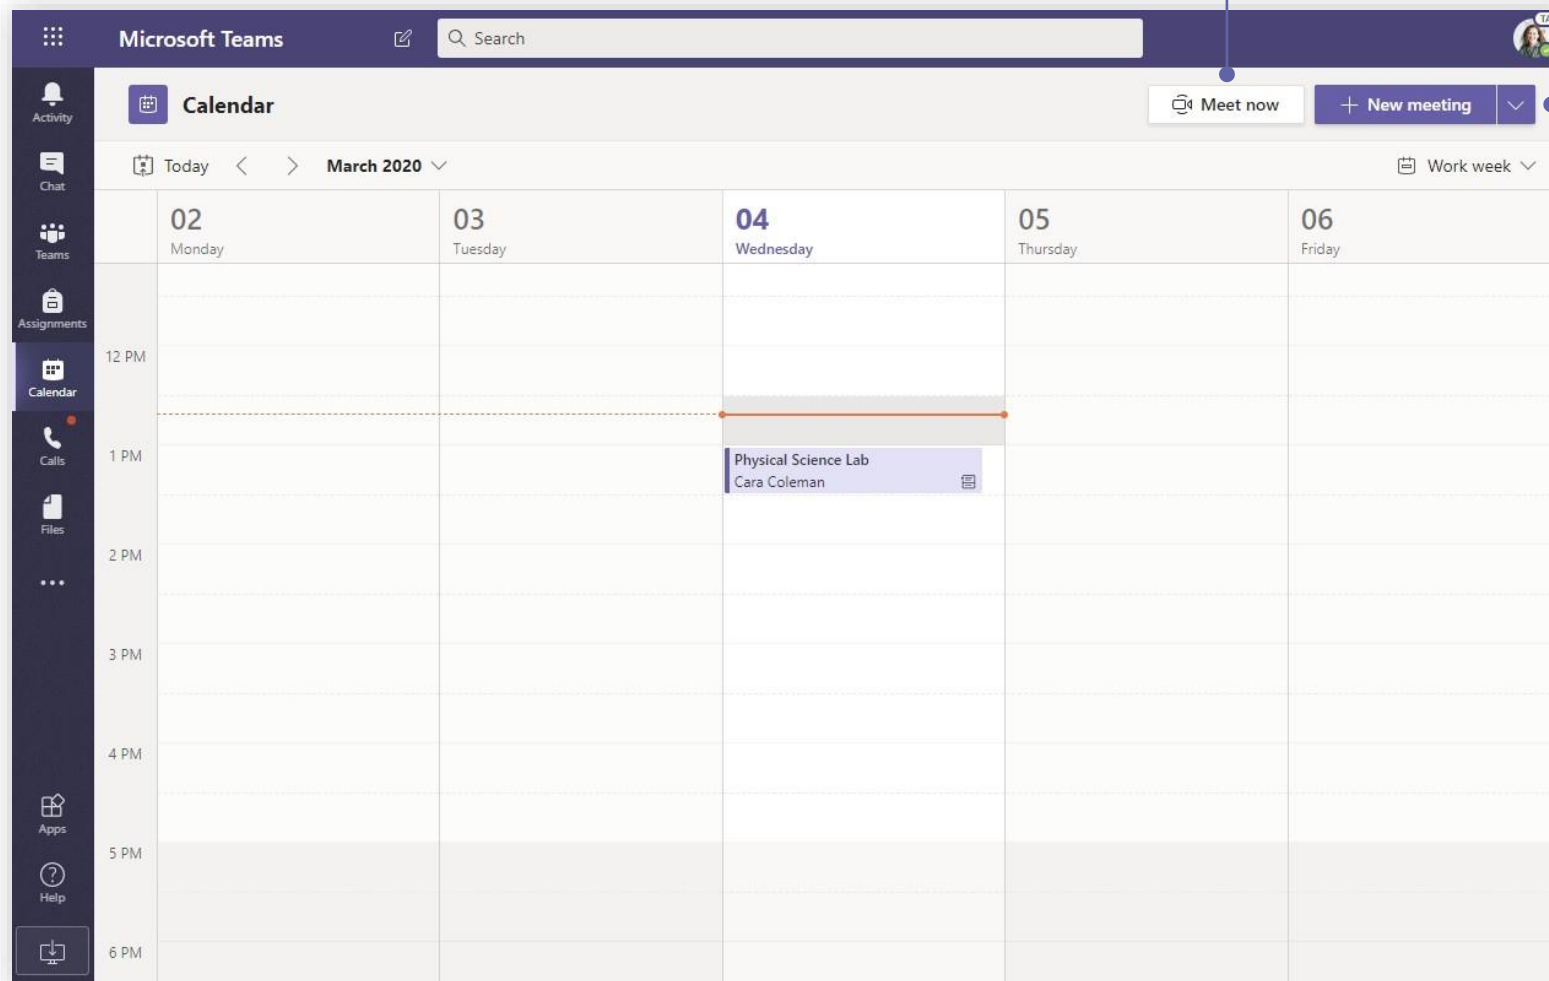 Microsoft Teams
Search
TA
Activity
Chat
Teams
Assignments
Calendar
Calls
Files
Apps
Help
Calendar
Meet now
New meeting
Today
March 2020
Work week
02
Monday
03
Tuesday
04
Wednesday
05
Thursday
06
Friday
12 PM
1 PM
Physical Science Lab
Cara Coleman
2 PM
3 PM
4 PM
5 PM
6 PM